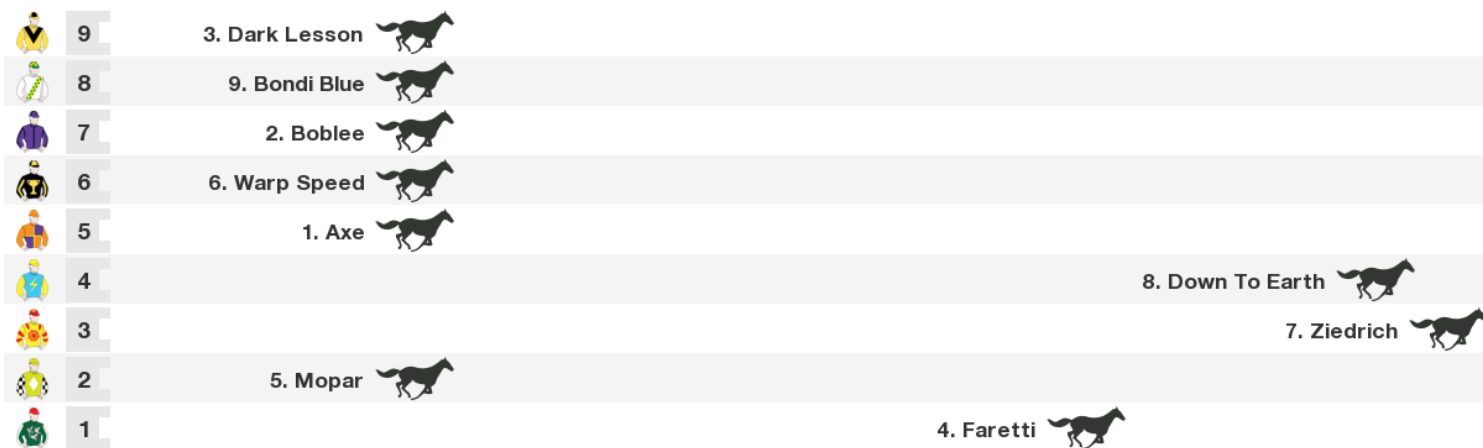 9 3. Dark Lesson
8 9. Bondi Blue
7 2. Boblee
6 6. Warp Speed
5 1. Axe
4 8. Down To Earth
3 7. Ziedrich
2 5. Mopar
1 4. Faretti